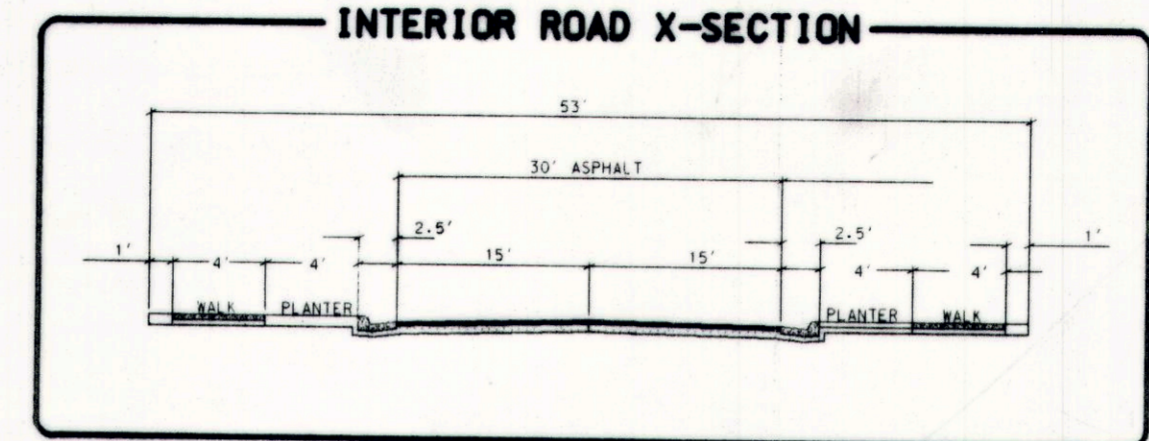 INTERIOR ROAD X-SECTION
53'
30' ASPHALT
2.5' 2.5'
1' 4' 4' 15' 15' 4' 4' 1'
WALK PLANTER PLANTER WALK